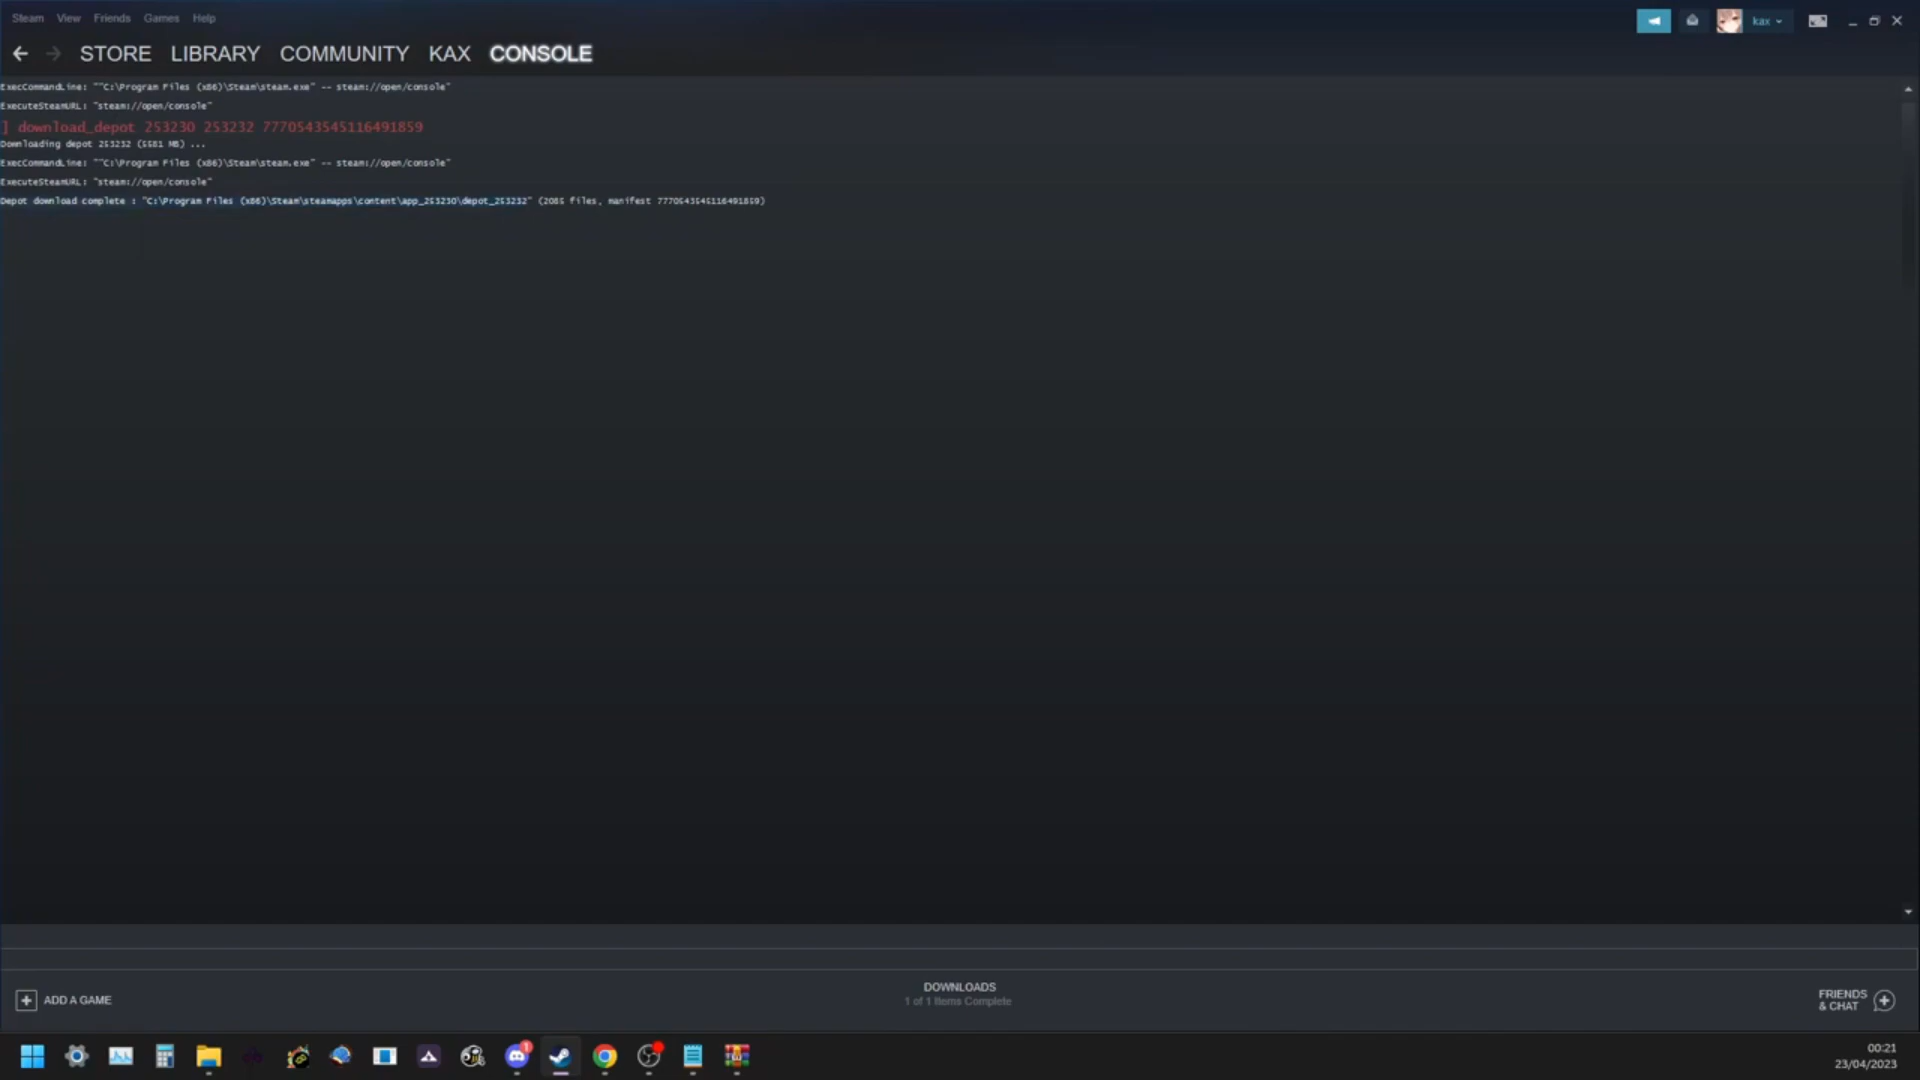 Steam View Friends Games Help
kax
STORE LIBRARY COMMUNITY KAX CONSOLE
ExecCommandLine: ""C:\Program Files (x86)\Steam\steam.exe" -- steam://open/console"
ExecuteSteamURL: "steam://open/console"
] download_depot 253230 253232 7770543545116491859
Downloading depot 253232 (5581 MB) ...
ExecCommandLine: ""C:\Program Files (x86)\Steam\steam.exe" -- steam://open/console"
ExecuteSteamURL: "steam://open/console"
Depot download complete : "C:\Program Files (x86)\Steam\steamapps\content\app_253230\depot_253232" (2085 files, manifest 7770543545116491859)
ADD A GAME
DOWNLOADS
1 of 1 Items Complete
FRIENDS
& CHAT
1
00:21
23/04/2023